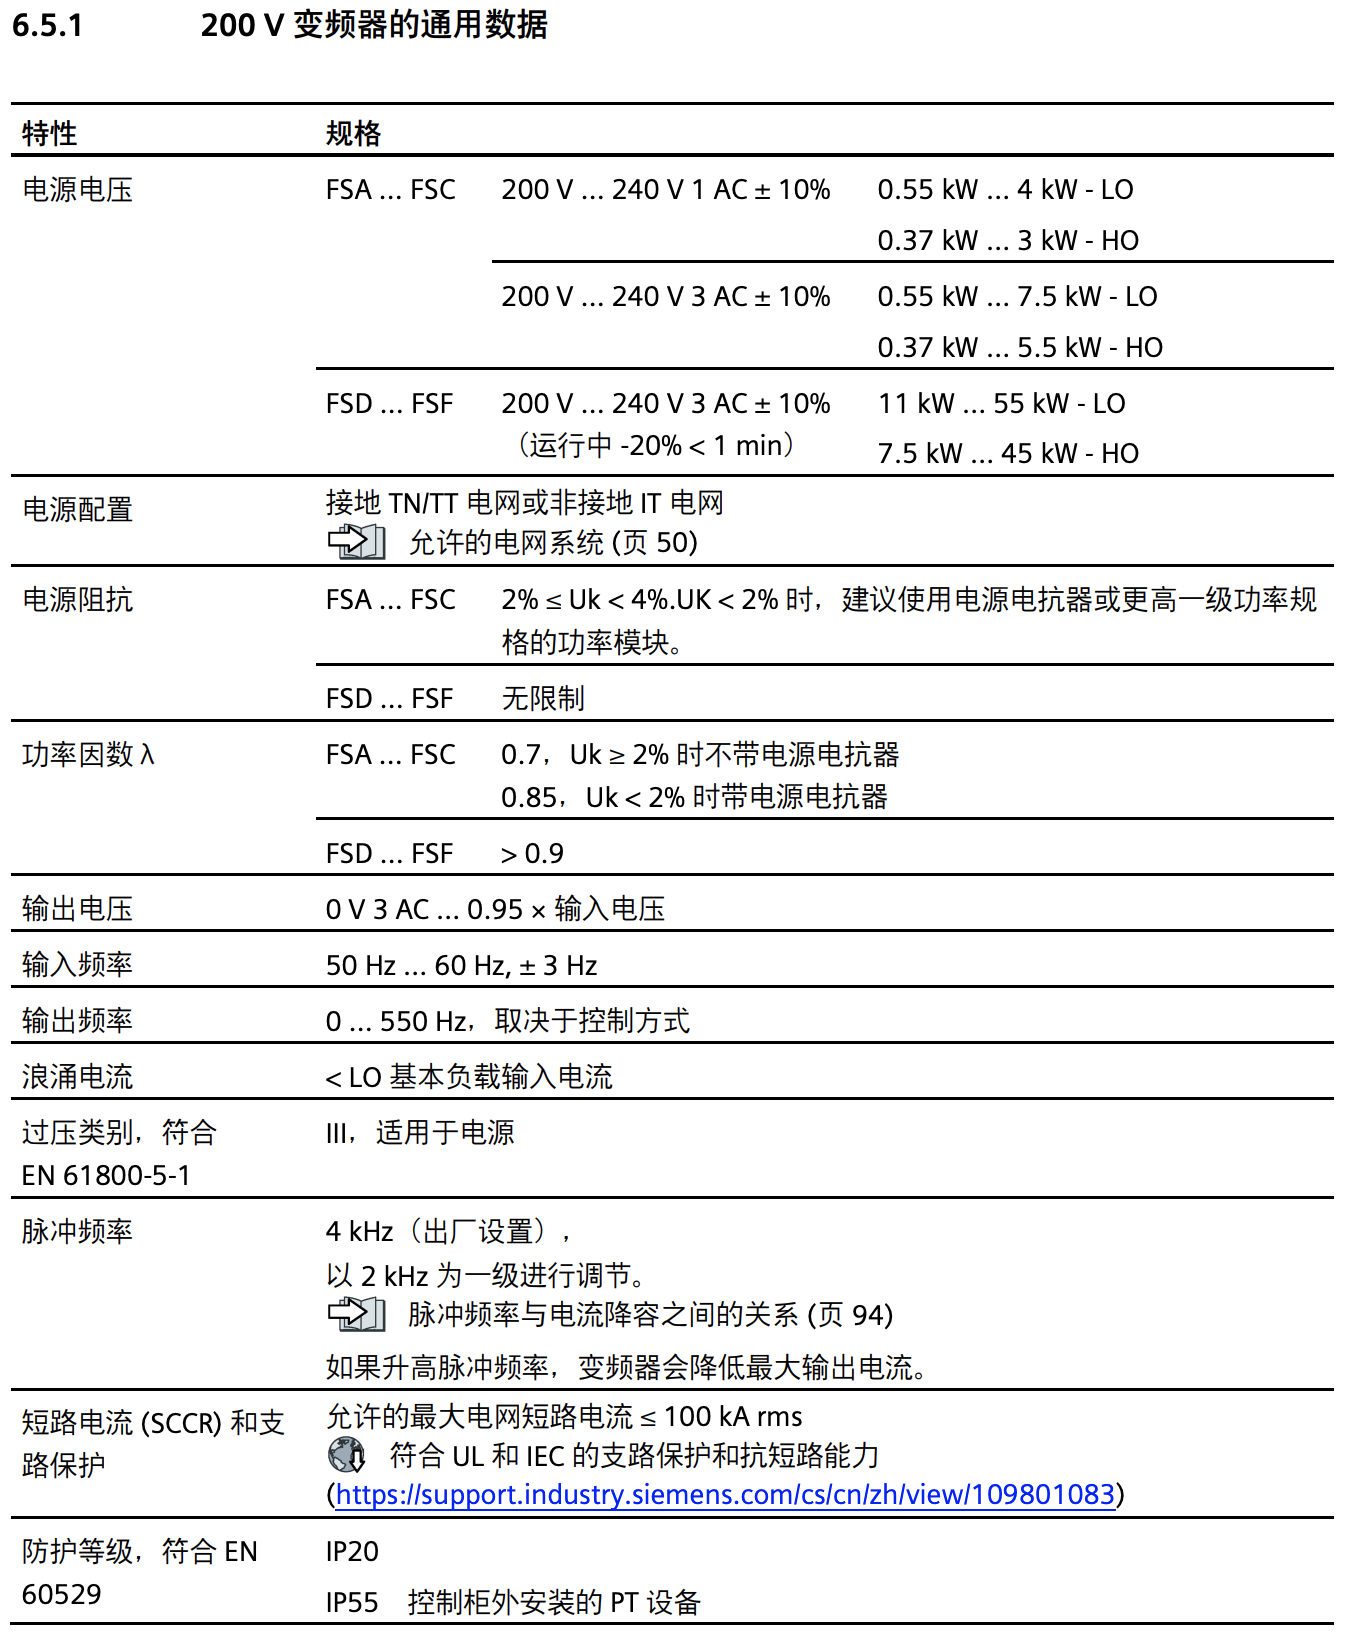 6.5.1 200 V 变频器的通用数据
特性 规格
电源电压 FSA ... FSC 200 V ... 240 V 1 AC ± 10% 0.55 kW ... 4 kW - LO
0.37 kW ... 3 kW - HO
200 V ... 240 V 3 AC ± 10% 0.55 kW ... 7.5 kW - LO
0.37 kW ... 5.5 kW - HO
FSD ... FSF 200 V ... 240 V 3 AC ± 10% 11 kW ... 55 kW - LO
（运行中 -20% < 1 min） 7.5 kW ... 45 kW - HO
电源配置 接地 TN/TT 电网或非接地 IT 电网
允许的电网系统 (页 50)
电源阻抗 FSA ... FSC 2% ≤ Uk < 4%.UK < 2% 时，建议使用电源电抗器或更高一级功率规
格的功率模块。
FSD ... FSF 无限制
功率因数 λ FSA ... FSC 0.7，Uk ≥ 2% 时不带电源电抗器
0.85，Uk < 2% 时带电源电抗器
FSD ... FSF > 0.9
输出电压 0 V 3 AC ... 0.95 × 输入电压
输入频率 50 Hz ... 60 Hz, ± 3 Hz
输出频率 0 ... 550 Hz，取决于控制方式
浪涌电流 < LO 基本负载输入电流
过压类别，符合 III，适用于电源
EN 61800-5-1
脉冲频率 4 kHz（出厂设置），
以 2 kHz 为一级进行调节。
脉冲频率与电流降容之间的关系 (页 94)
如果升高脉冲频率，变频器会降低最大输出电流。
短路电流 (SCCR) 和支 允许的最大电网短路电流 ≤ 100 kA rms
路保护 符合 UL 和 IEC 的支路保护和抗短路能力
(https://support.industry.siemens.com/cs/cn/zh/view/109801083)
防护等级，符合 EN IP20
60529 IP55 控制柜外安装的 PT 设备